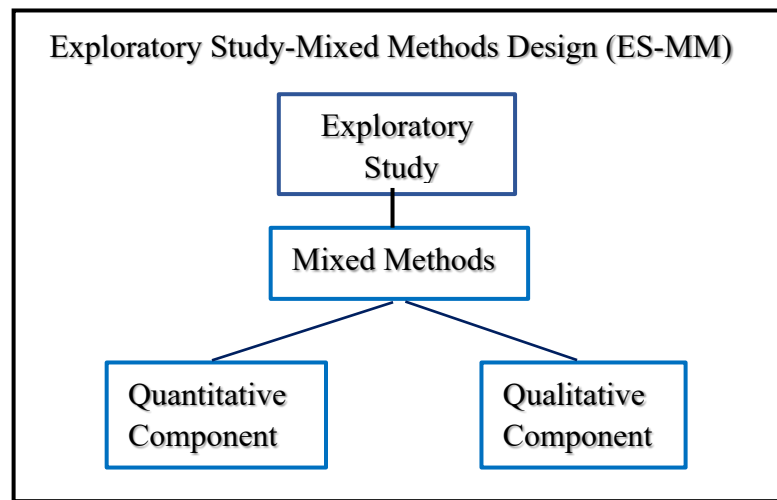 Exploratory Study-Mixed Methods Design (ES-MM)
Exploratory
Study
Mixed Methods
Quantitative
Component
Qualitative
Component